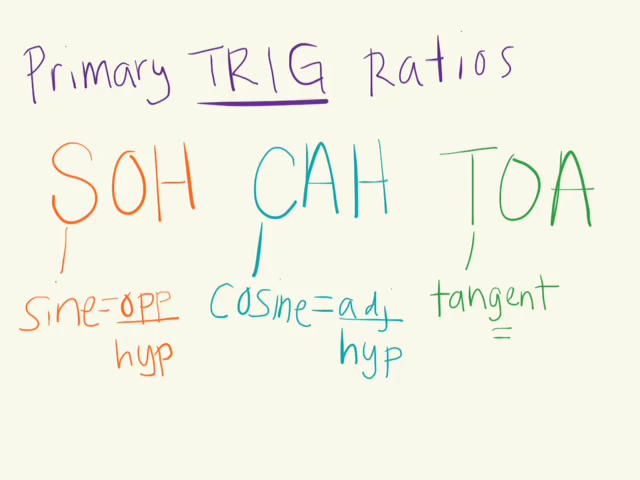 Primary TRIG Ratios
SOH CAH TOA
sine = opp/hyp cosine = adj/hyp tangent =